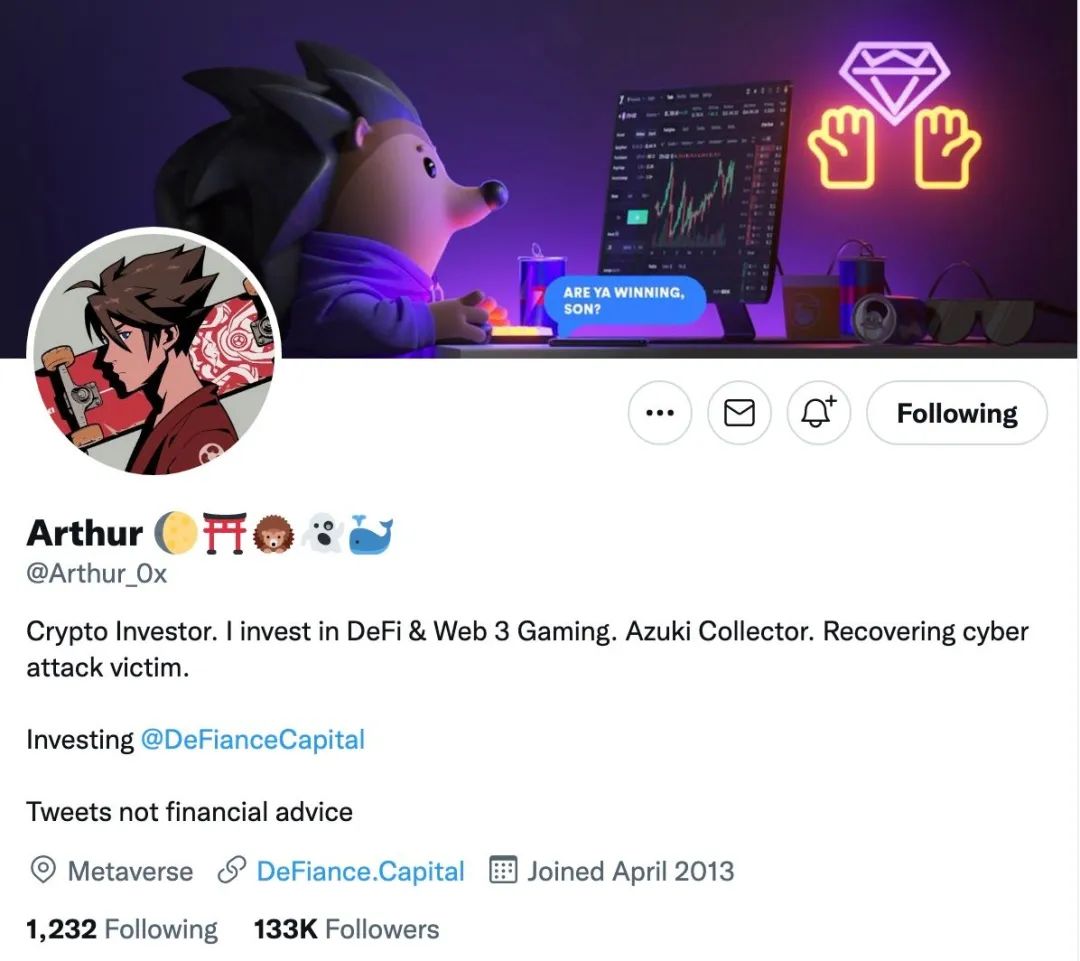 ARE YA WINNING,
SON?
Following
Arthur 🌔⛩️🦔👻🐳
@Arthur_0x
Crypto Investor. I invest in DeFi & Web 3 Gaming. Azuki Collector. Recovering cyber
attack victim.
Investing @DeFianceCapital
Tweets not financial advice
Metaverse DeFiance.Capital Joined April 2013
1,232 Following 133K Followers